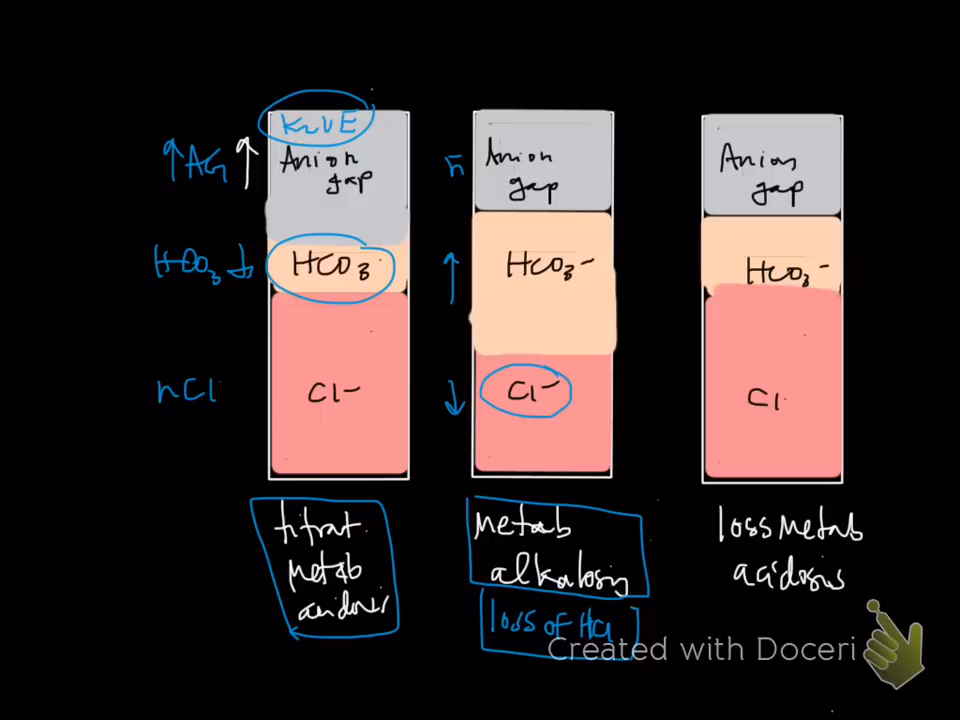 KLUE
↑AG ↑ Anion
gap
HCO3 ↓ HCO3
nCl Cl-
titrat.
metab
acidosis
n Anion
gap
↑ HCO3-
↓ Cl-
Metab
alkalosis
loss of HCl
Anion
gap
HCO3-
Cl-
loss metab
acidosis
Created with Doceri